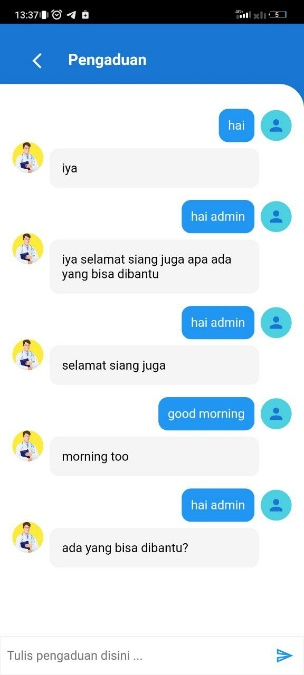 13:37
Pengaduan
hai
iya
hai admin
iya selamat siang juga apa ada
yang bisa dibantu
hai admin
selamat siang juga
good morning
morning too
hai admin
ada yang bisa dibantu?
Tulis pengaduan disini ...